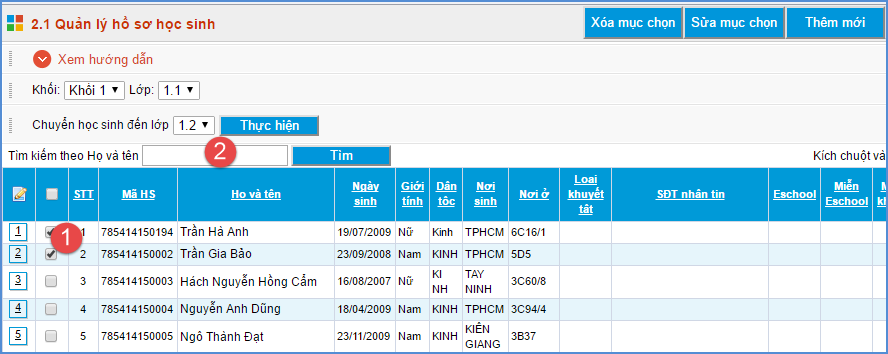 2.1 Quản lý hồ sơ học sinh Xóa mục chọn Sửa mục chọn Thêm mới
Xem hướng dẫn
Khối: Khối 1 Lớp: 1.1
Chuyển học sinh đến lớp 1.2 Thực hiện
2
Tìm kiếm theo Họ và tên Tìm Kích chuột và
STT Mã HS Họ và tên Ngày sinh Giới tính Dân tộc Nơi sinh Nơi ở Loại khuyết tật SĐT nhắn tin Eschool Miễn Eschool
1 1 785414150194 Trần Hà Anh 19/07/2009 Nữ Kinh TPHCM 6C16/1
1
2 2 785414150002 Trần Gia Bảo 23/09/2008 Nam KINH TPHCM 5D5
3 3 785414150003 Hách Nguyễn Hồng Cẩm 16/08/2007 Nữ KI NH TAY NINH 3C60/8
4 4 785414150004 Nguyễn Anh Dũng 18/04/2009 Nam KINH TPHCM 3C94/4
5 5 785414150005 Ngô Thành Đạt 23/11/2009 Nam KINH KIÊN GIANG 3B37